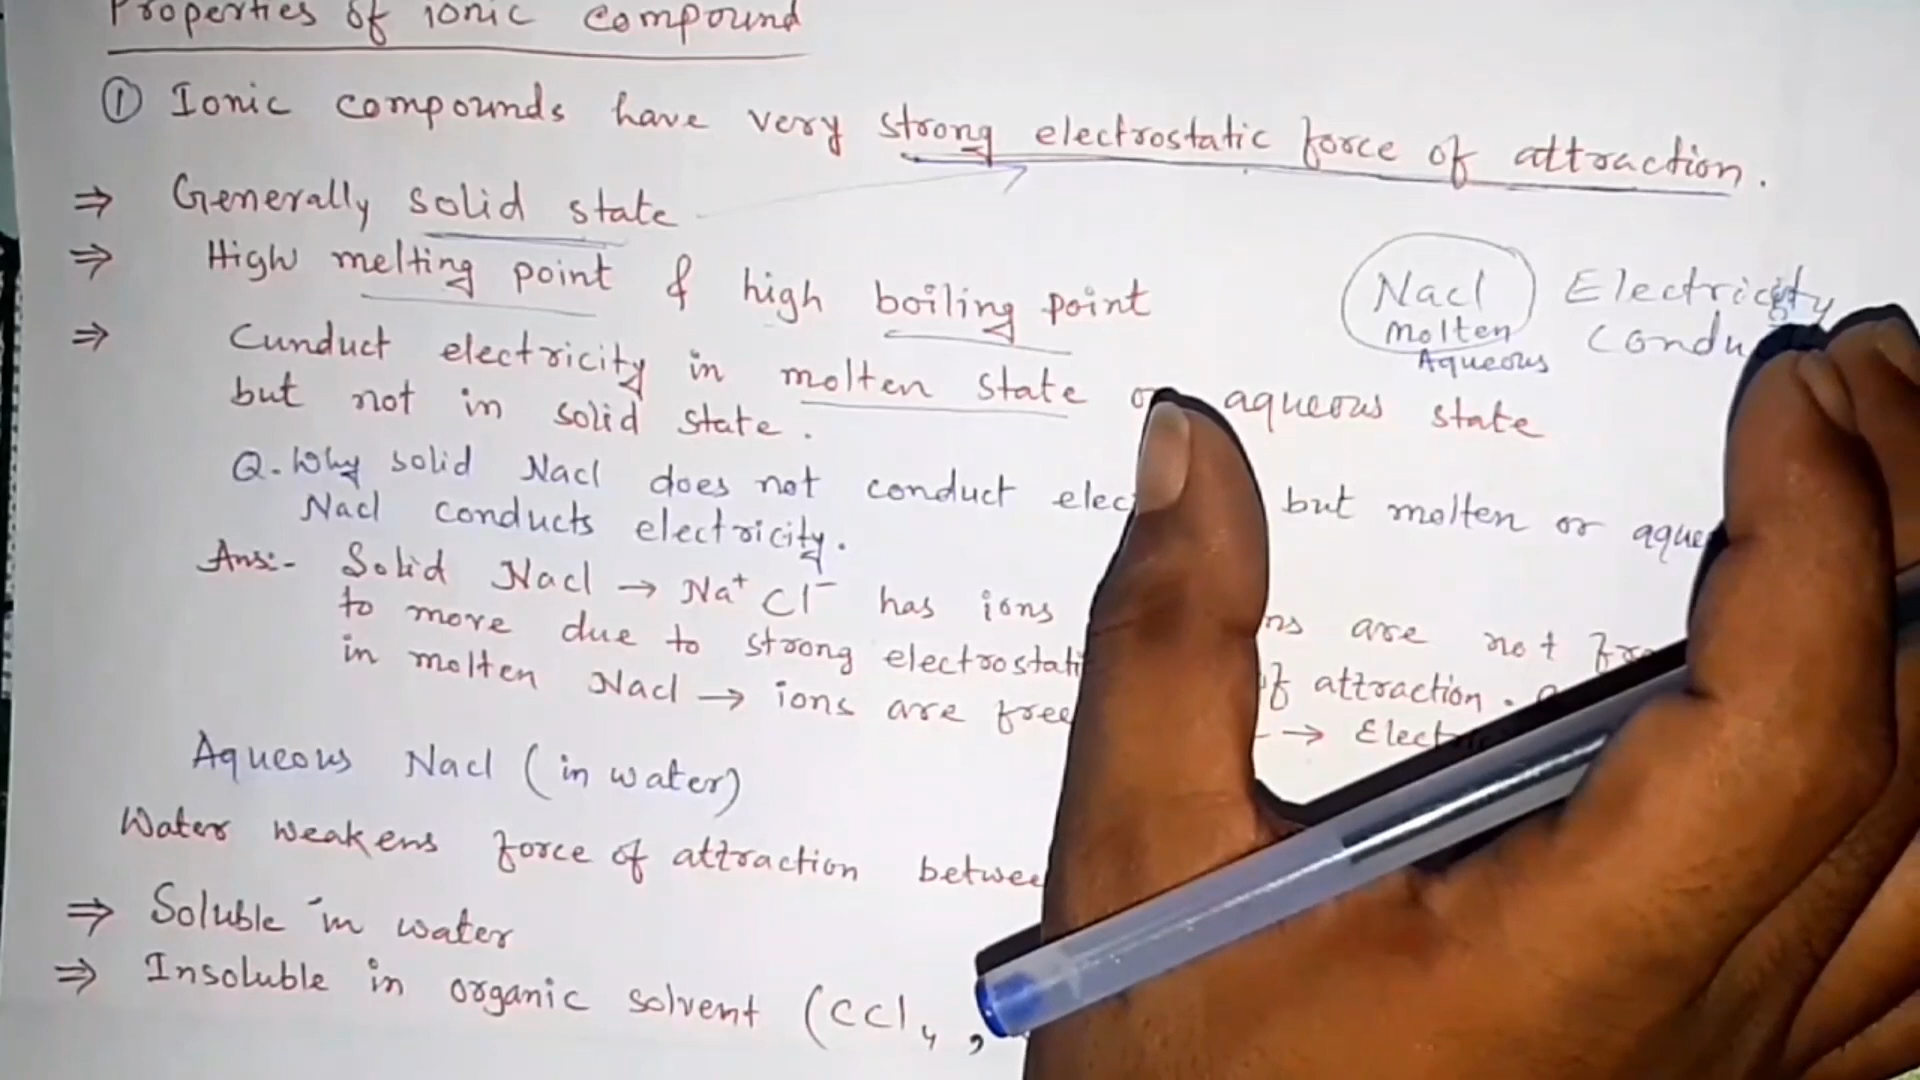 Properties of ionic compound
① Ionic compounds have very strong electrostatic force of attraction.
⇒ Generally solid state
⇒ High melting point & high boiling point
Nacl Electricity
molten Condu
Aqueous
⇒ Cunduct electricity in molten state or aqueous state
but not in solid state.
Q. Why solid Nacl does not conduct elec but molten or aque
Nacl conducts electricity.
Ans:- Solid Nacl → Na⁺ Cl⁻ has ions ns are not fre
to move due to strong electrostati of attraction.
in molten Nacl → ions are free → Elect
Aqueous Nacl (in water)
Water weakens force of attraction betwee
⇒ Soluble in water
⇒ Insoluble in organic solvent (CCl₄ ,